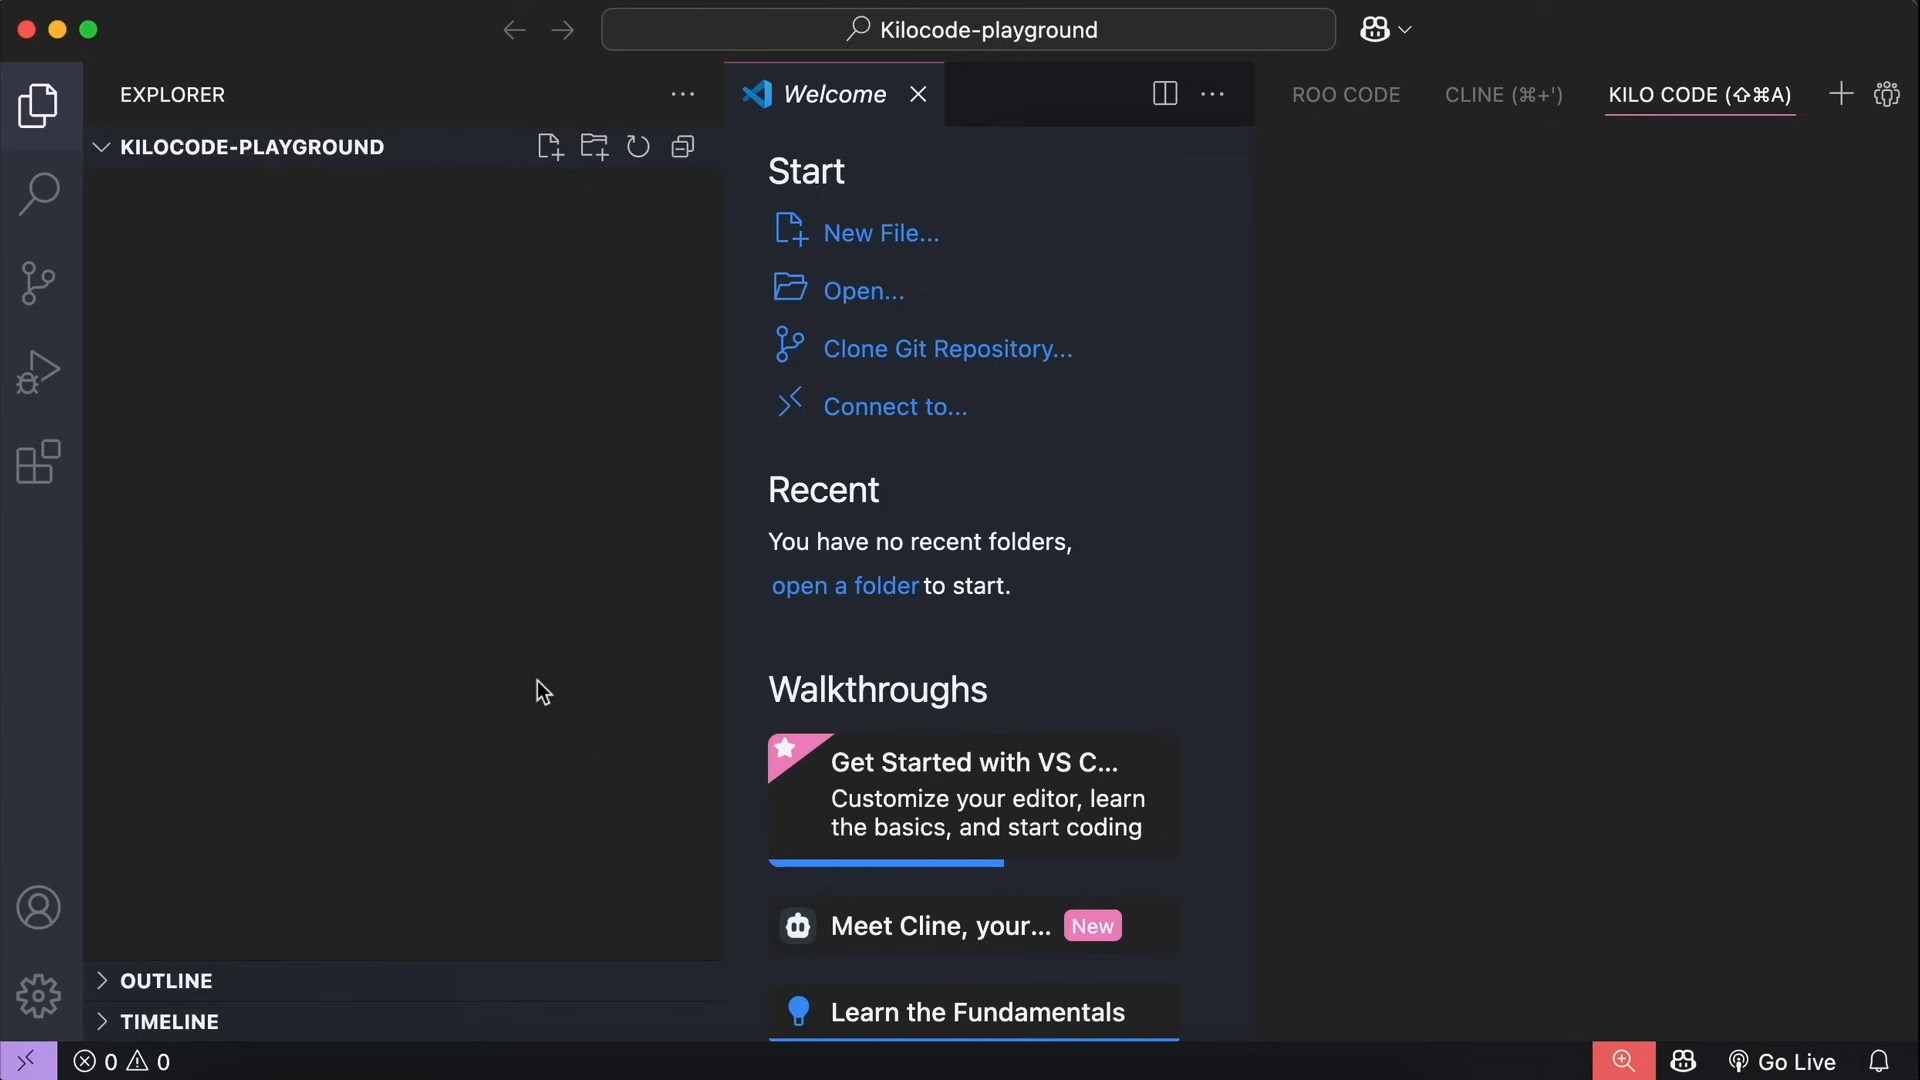 Kilocode-playground
EXPLORER
KILOCODE-PLAYGROUND
Welcome
ROO CODE
CLINE (⌘+')
KILO CODE (⇧⌘A)
Start
New File...
Open...
Clone Git Repository...
Connect to...
Recent
You have no recent folders,
open a folder to start.
Walkthroughs
Get Started with VS C...
Customize your editor, learn
the basics, and start coding
Meet Cline, your... New
Learn the Fundamentals
OUTLINE
TIMELINE
0 0
Go Live